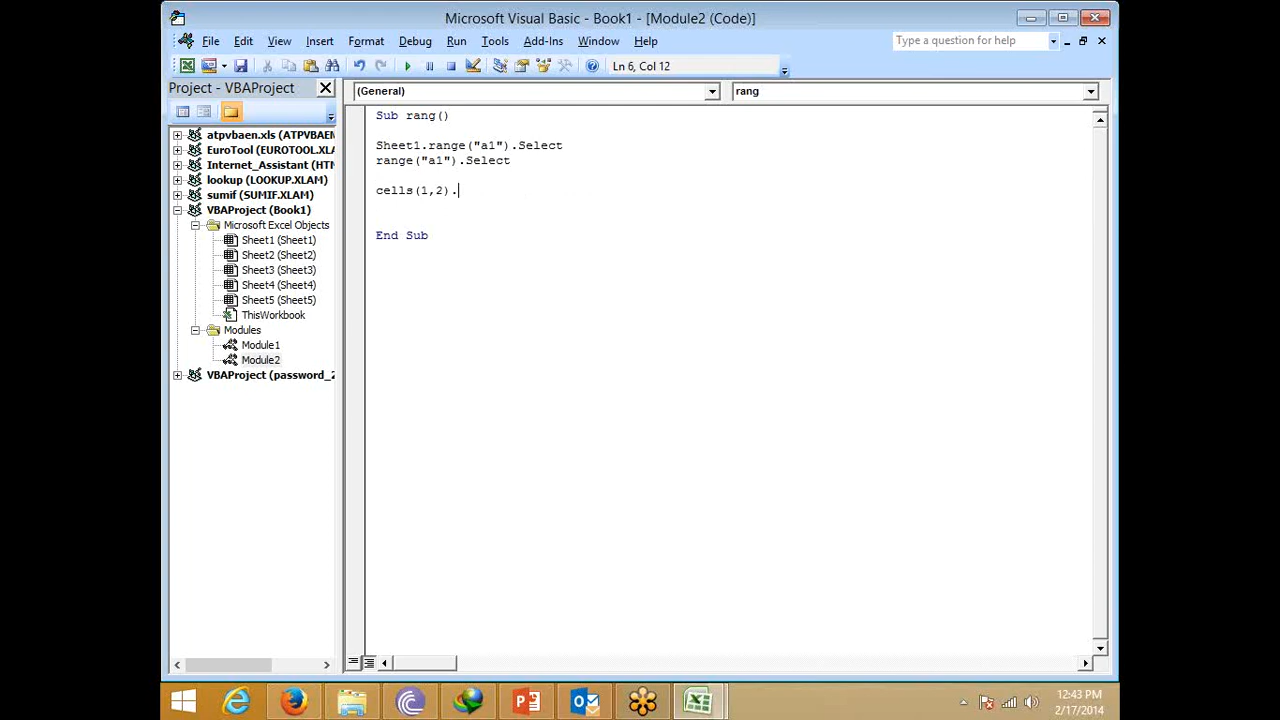 Microsoft Visual Basic - Book1 - [Module2 (Code)]
File Edit View Insert Format Debug Run Tools Add-Ins Window Help
Type a question for help
Ln 6, Col 12
Project - VBAProject
(General)
rang
atpvbaen.xls (ATPVBAEN
EuroTool (EUROTOOL.XLAM)
Internet_Assistant (HTM
lookup (LOOKUP.XLAM)
sumif (SUMIF.XLAM)
VBAProject (Book1)
Microsoft Excel Objects
Sheet1 (Sheet1)
Sheet2 (Sheet2)
Sheet3 (Sheet3)
Sheet4 (Sheet4)
Sheet5 (Sheet5)
ThisWorkbook
Modules
Module1
Module2
VBAProject (password_2
Sub rang()
Sheet1.range("a1").Select
range("a1").Select
cells(1,2).
End Sub
12:43 PM
2/17/2014